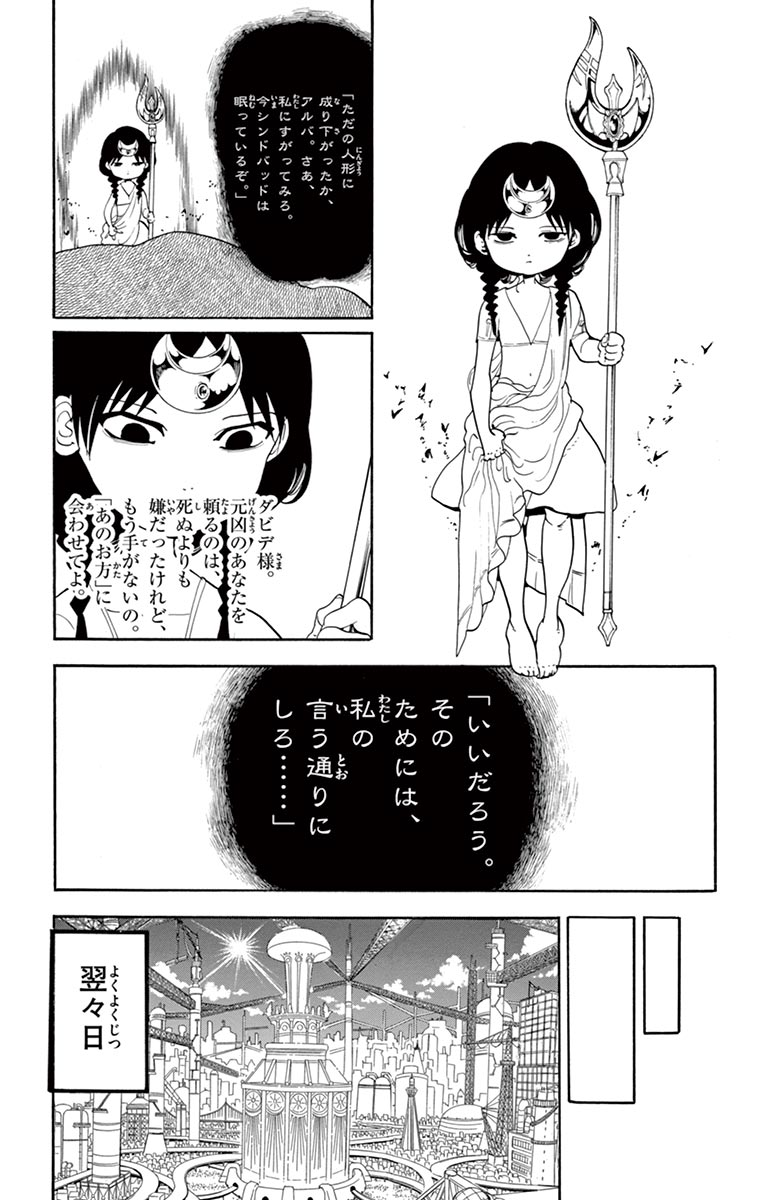 「ただの人形に
成り下がったか、
アルバ。さあ、
私にすがってみろ。
今シンドバッドは
眠っているぞ。」
ダビデ様。
元凶のあなたを
頼るのは、
死ぬよりも
嫌だったけれど、
もう手がないの。
「あのお方」に
会わせてよ。
「いいだろう。
その
ためには、
私の
言う通りに
しろ……」
翌々日